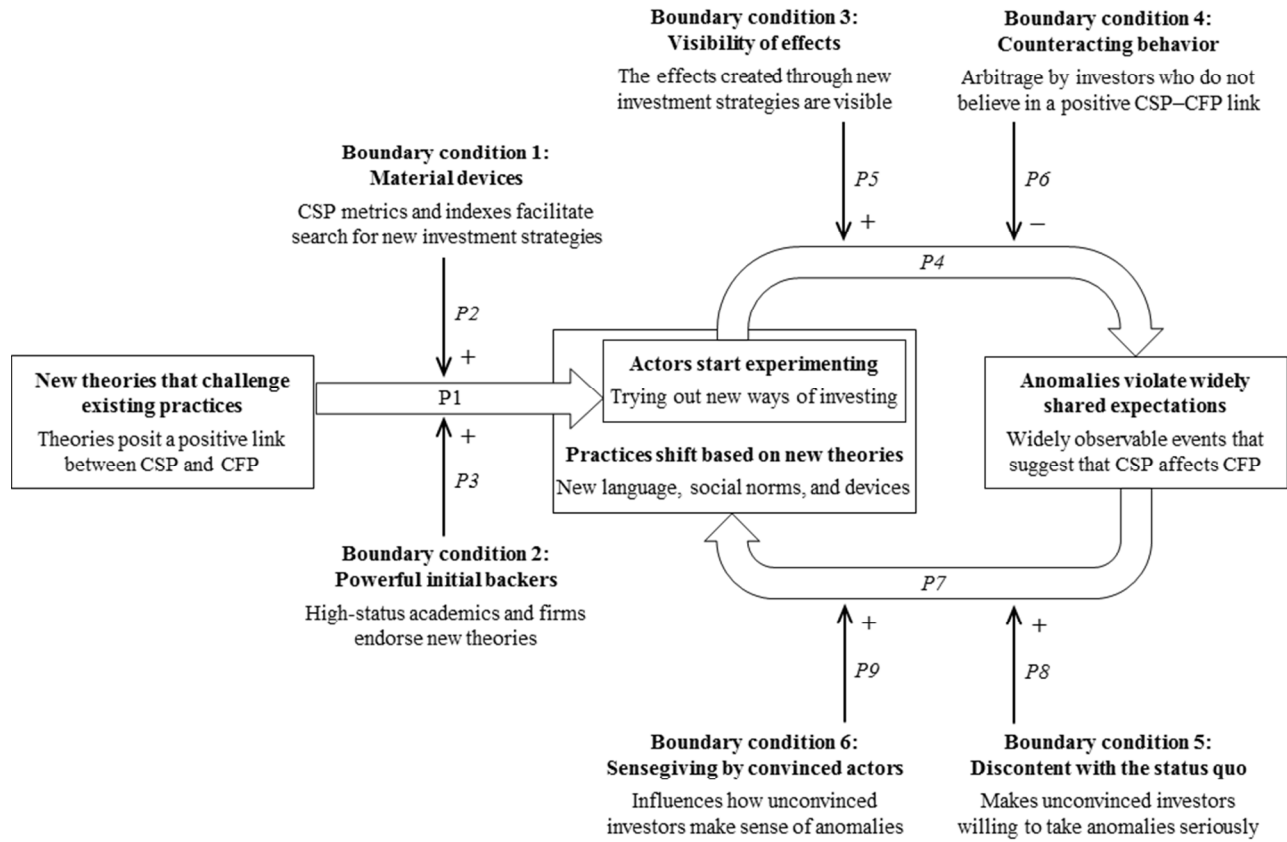 Boundary condition 3:
Visibility of effects
The effects created through new
investment strategies are visible
Boundary condition 4:
Counteracting behavior
Arbitrage by investors who do not
believe in a positive CSP–CFP link
Boundary condition 1:
Material devices
CSP metrics and indexes facilitate
search for new investment strategies
P5
+
P6
−
P2
+
P4
New theories that challenge
existing practices
Theories posit a positive link
between CSP and CFP
P1
Actors start experimenting
Trying out new ways of investing
Practices shift based on new theories
New language, social norms, and devices
Anomalies violate widely
shared expectations
Widely observable events that
suggest that CSP affects CFP
+
P3
Boundary condition 2:
Powerful initial backers
High-status academics and firms
endorse new theories
P7
+
P9
+
P8
Boundary condition 6:
Sensegiving by convinced actors
Influences how unconvinced
investors make sense of anomalies
Boundary condition 5:
Discontent with the status quo
Makes unconvinced investors
willing to take anomalies seriously